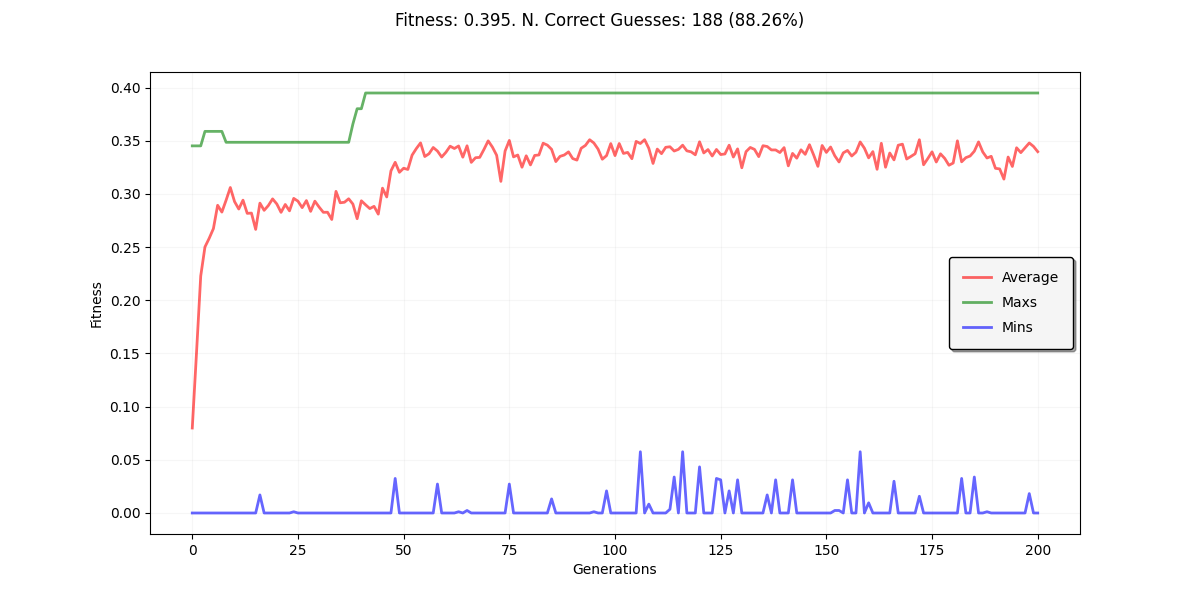 Fitness: 0.395. N. Correct Guesses: 188 (88.26%)
0.40
0.35
0.30
0.25
0.20
0.15
0.10
0.05
0.00
Fitness
Average
Maxs
Mins
0 25 50 75 100 125 150 175 200
Generations